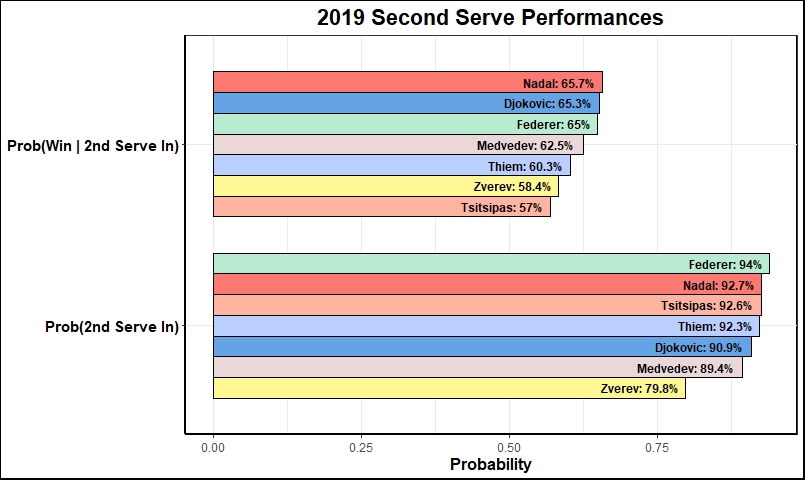 2019 Second Serve Performances
Prob(Win | 2nd Serve In)
Nadal: 65.7%
Djokovic: 65.3%
Federer: 65%
Medvedev: 62.5%
Thiem: 60.3%
Zverev: 58.4%
Tsitsipas: 57%
Prob(2nd Serve In)
Federer: 94%
Nadal: 92.7%
Tsitsipas: 92.6%
Thiem: 92.3%
Djokovic: 90.9%
Medvedev: 89.4%
Zverev: 79.8%
0.00 0.25 0.50 0.75
Probability